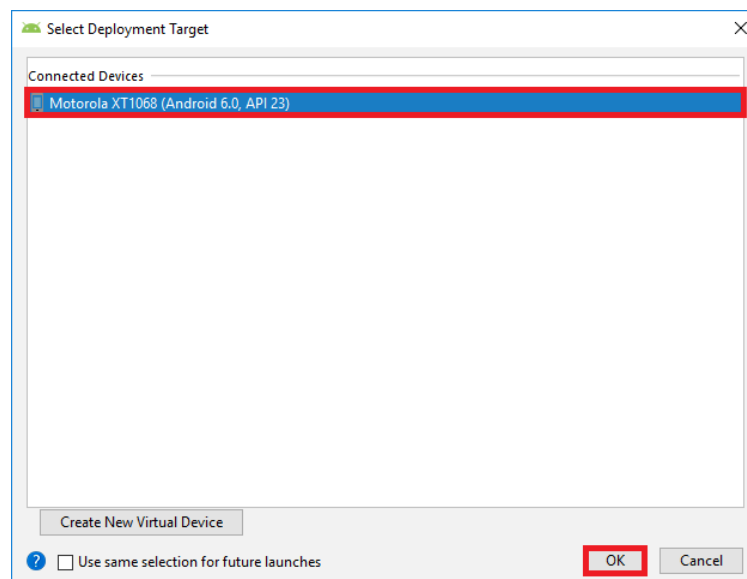 Select Deployment Target
Connected Devices
Motorola XT1068 (Android 6.0, API 23)
Create New Virtual Device
? Use same selection for future launches
OK Cancel